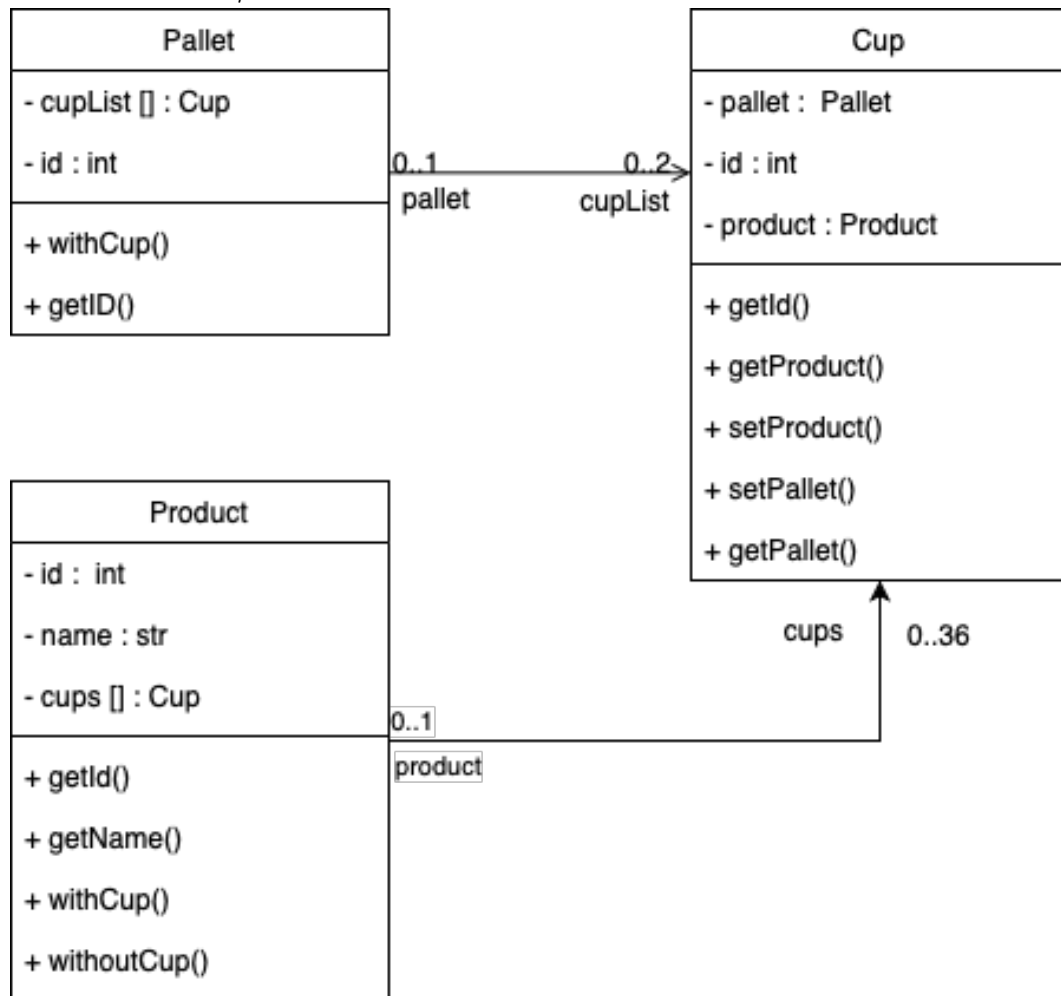 Pallet
- cupList [] : Cup
- id : int
+ withCup()
+ getID()
0..1
pallet
0..2
cupList
Cup
- pallet :  Pallet
- id : int
- product : Product
+ getId()
+ getProduct()
+ setProduct()
+ setPallet()
+ getPallet()
Product
- id :  int
- name : str
- cups [] : Cup
+ getId()
+ getName()
+ withCup()
+ withoutCup()
0..1
product
cups
0..36